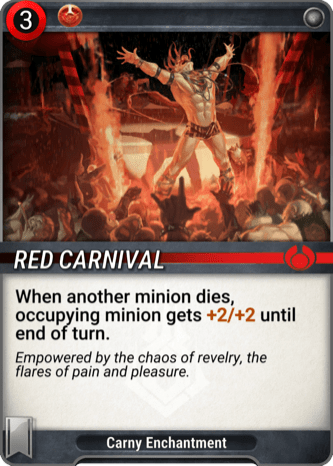 3
RED CARNIVAL
When another minion dies,
occupying minion gets +2/+2 until
end of turn.
Empowered by the chaos of revelry, the
flares of pain and pleasure.
Carny Enchantment